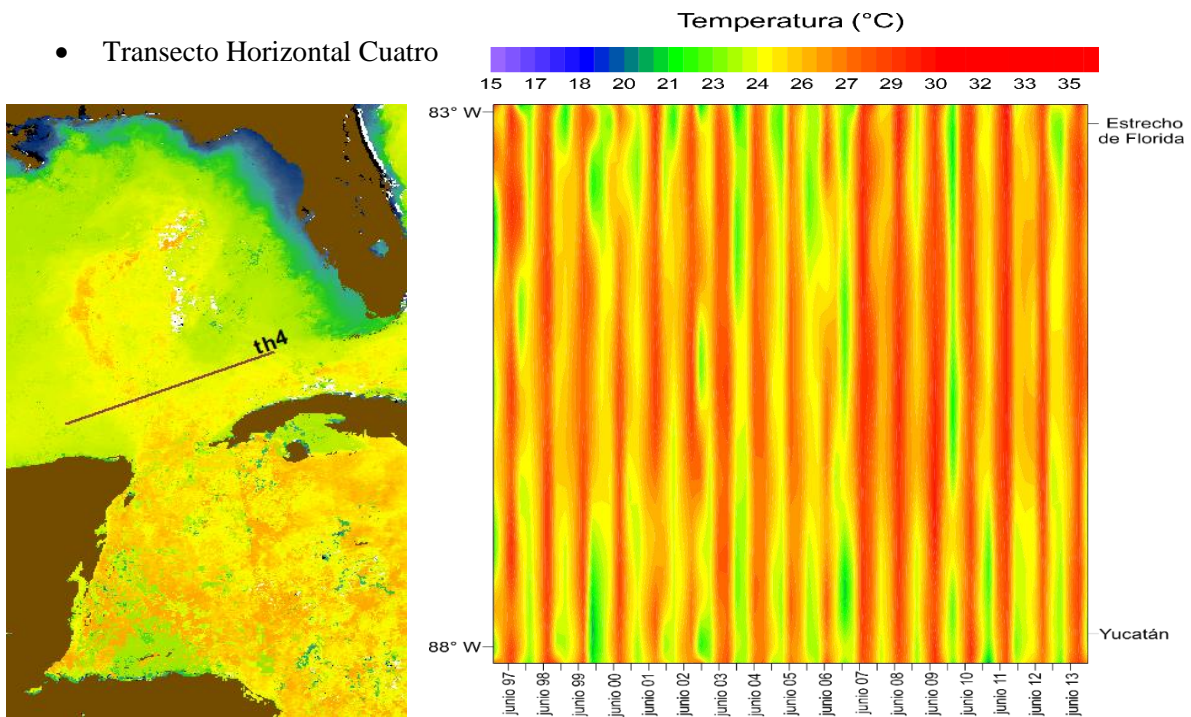 Temperatura (°C)
• Transecto Horizontal Cuatro
15 17 18 20 21 23 24 26 27 29 30 32 33 35
83° W
Estrecho
de Florida
th4
88° W
Yucatán
junio 97
junio 98
junio 99
junio 00
junio 01
junio 02
junio 03
junio 04
junio 05
junio 06
junio 07
junio 08
junio 09
junio 10
junio 11
junio 12
junio 13